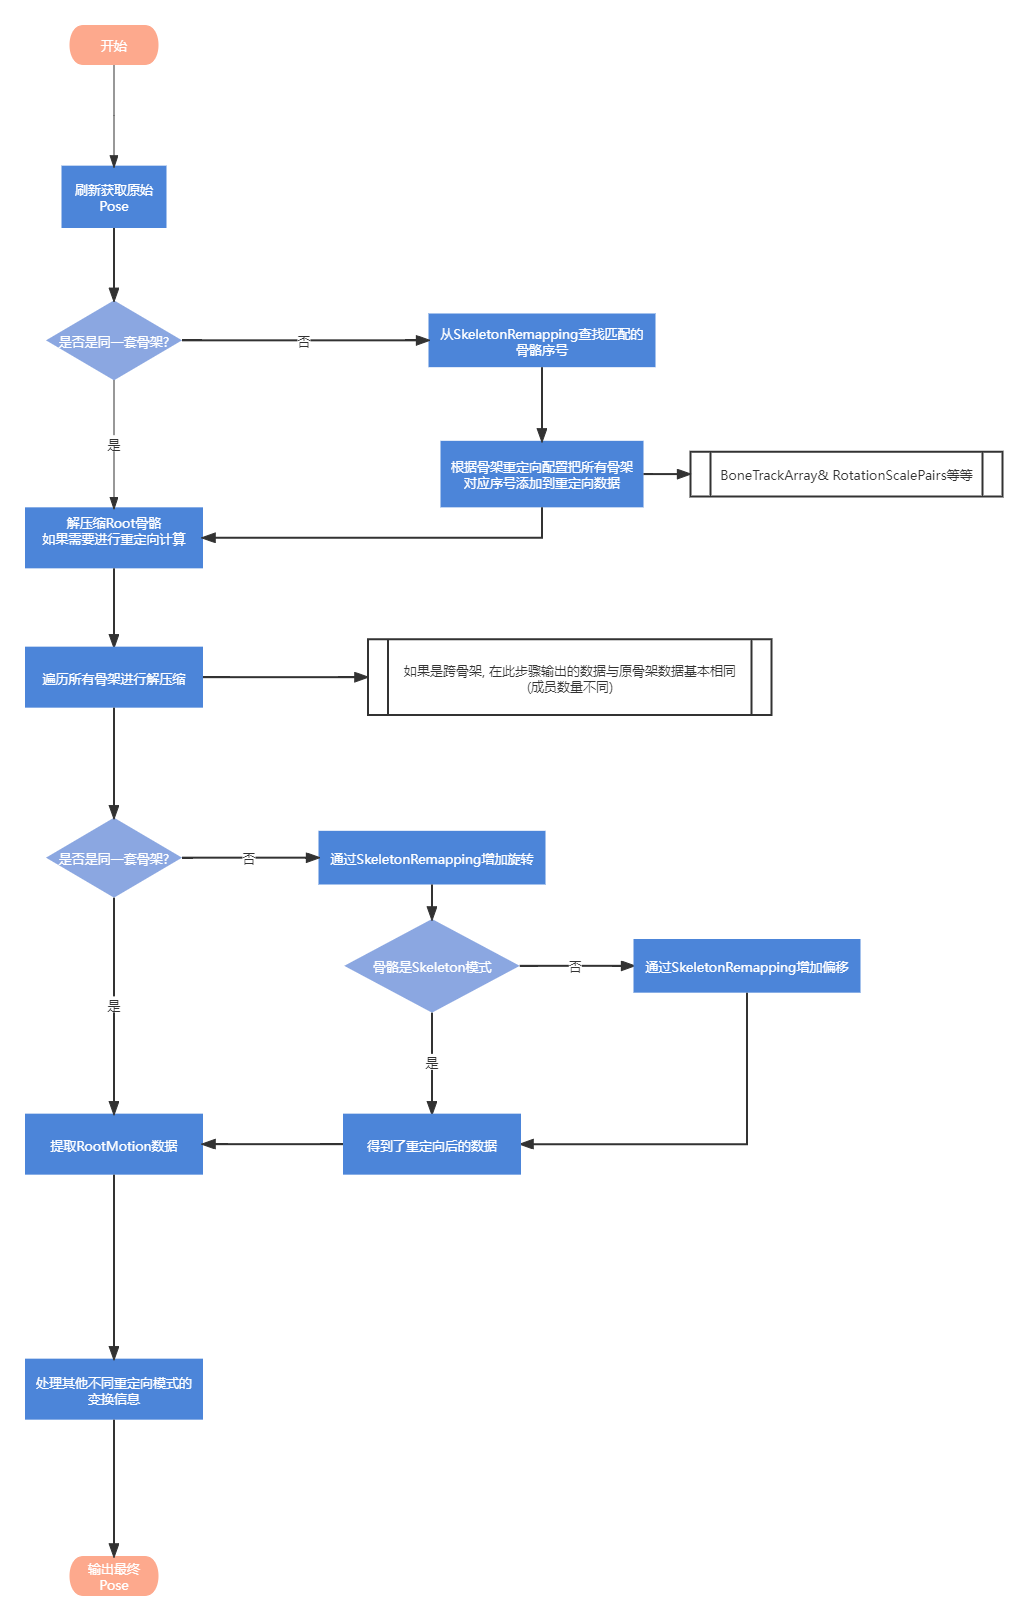 开始
刷新获取原始
Pose
是否是同一套骨架?
否
从SkeletonRemapping查找匹配的
骨骼序号
是
根据骨架重定向配置把所有骨架
对应序号添加到重定向数据
BoneTrackArray& RotationScalePairs等等
解压缩Root骨骼
如果需要进行重定向计算
遍历所有骨架进行解压缩
如果是跨骨架, 在此步骤输出的数据与原骨架数据基本相同
(成员数量不同)
是否是同一套骨架?
否
通过SkeletonRemapping增加旋转
骨骼是Skeleton模式
否
通过SkeletonRemapping增加偏移
是
是
提取RootMotion数据
得到了重定向后的数据
处理其他不同重定向模式的
变换信息
输出最终
Pose